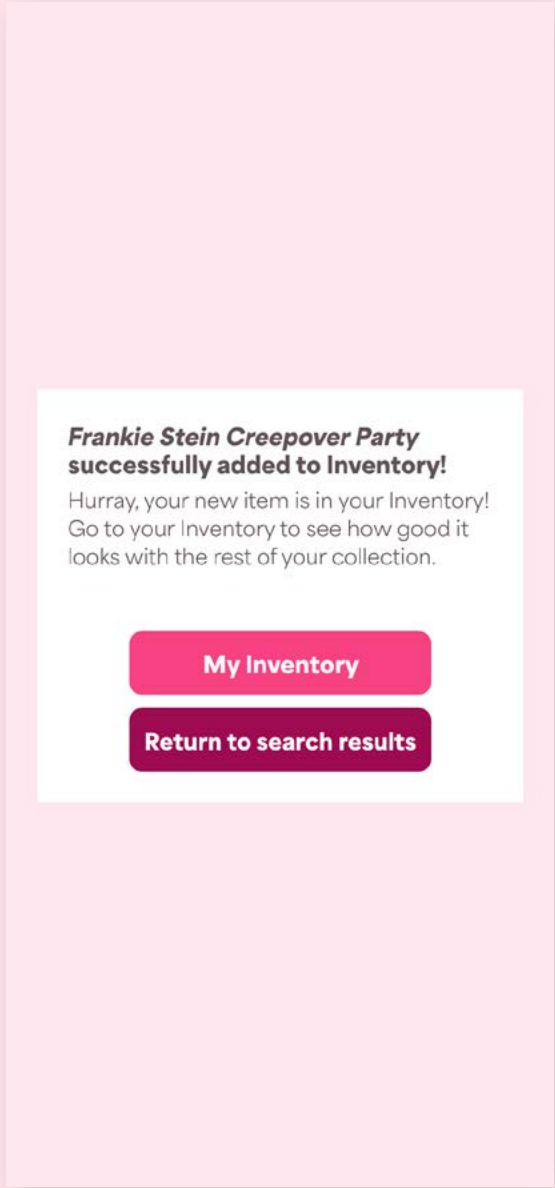 Frankie Stein Creepover Party
successfully added to Inventory!
Hurray, your new item is in your Inventory!
Go to your Inventory to see how good it
looks with the rest of your collection.
My Inventory
Return to search results